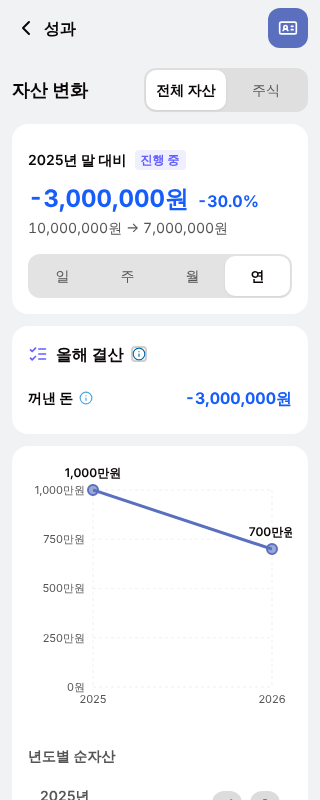 성과
자산 변화
전체 자산
주식
2025년 말 대비 진행 중
-3,000,000원 -30.0%
10,000,000원 → 7,000,000원
일 주 월 연
올해 결산
꺼낸 돈 -3,000,000원
1,000만원
1,000만원
700만원
750만원
500만원
250만원
0원
2025 2026
년도별 순자산
2025년